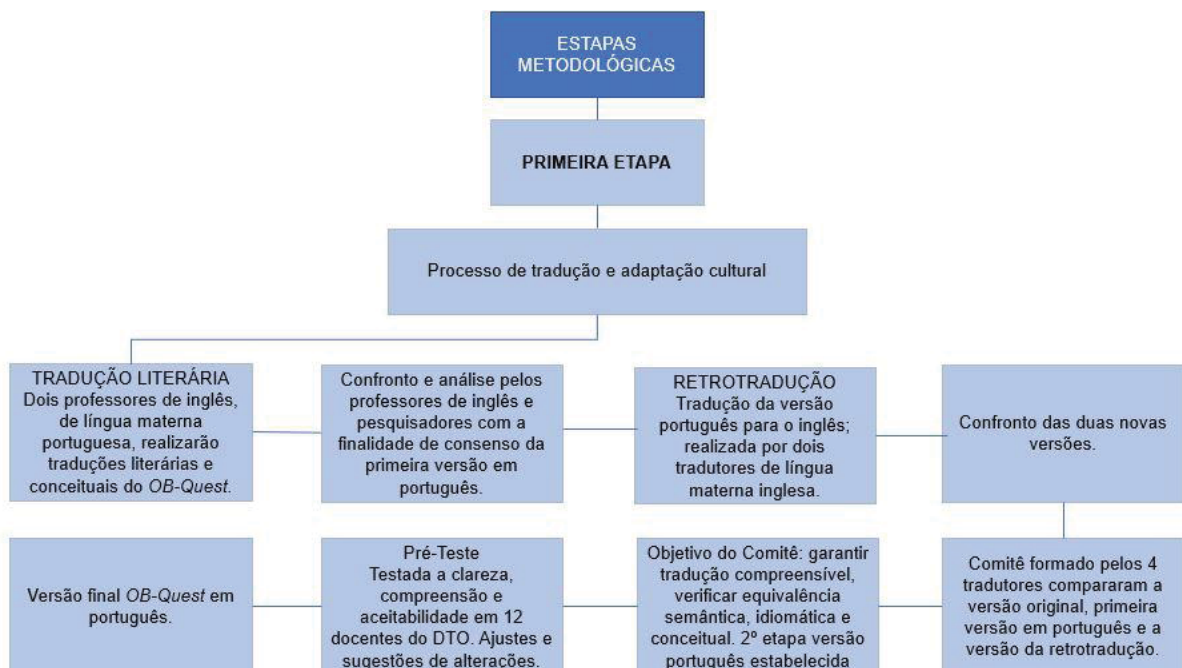 ESTAPAS
METODOLÓGICAS
PRIMEIRA ETAPA
Processo de tradução e adaptação cultural
TRADUÇÃO LITERÁRIA
Dois professores de inglês,
de língua materna
portuguesa, realizarão
traduções literárias e
conceituais do OB-Quest.
Confronto e análise pelos
professores de inglês e
pesquisadores com a
finalidade de consenso da
primeira versão em
português.
RETROTRADUÇÃO
Tradução da versão
português para o inglês;
realizada por dois
tradutores de língua
materna inglesa.
Confronto das duas novas
versões.
Comitê formado pelos 4
tradutores compararam a
versão original, primeira
versão em português e a
versão da retrotradução.
Objetivo do Comitê: garantir
tradução compreensível,
verificar equivalência
semântica, idiomática e
conceitual. 2º etapa versão
português estabelecida
Pré-Teste
Testada a clareza,
compreensão e
aceitabilidade em 12
docentes do DTO. Ajustes e
sugestões de alterações.
Versão final OB-Quest em
português.